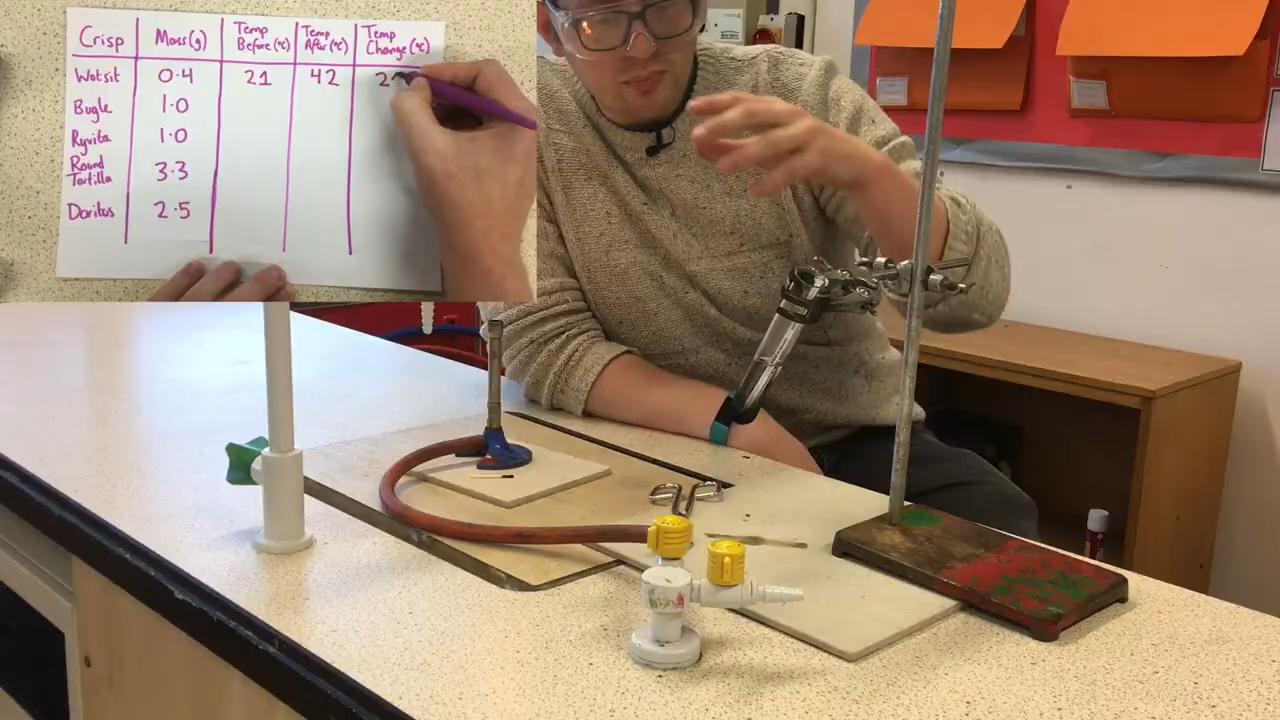 Crisp Mass(g) Temp Before(°C) Temp After(°C) Temp Change(°C)
Wotsit 0.4 21 42 2
Bugle 1.0
Ryvita 1.0
Round Tortilla 3.3
Doritos 2.5